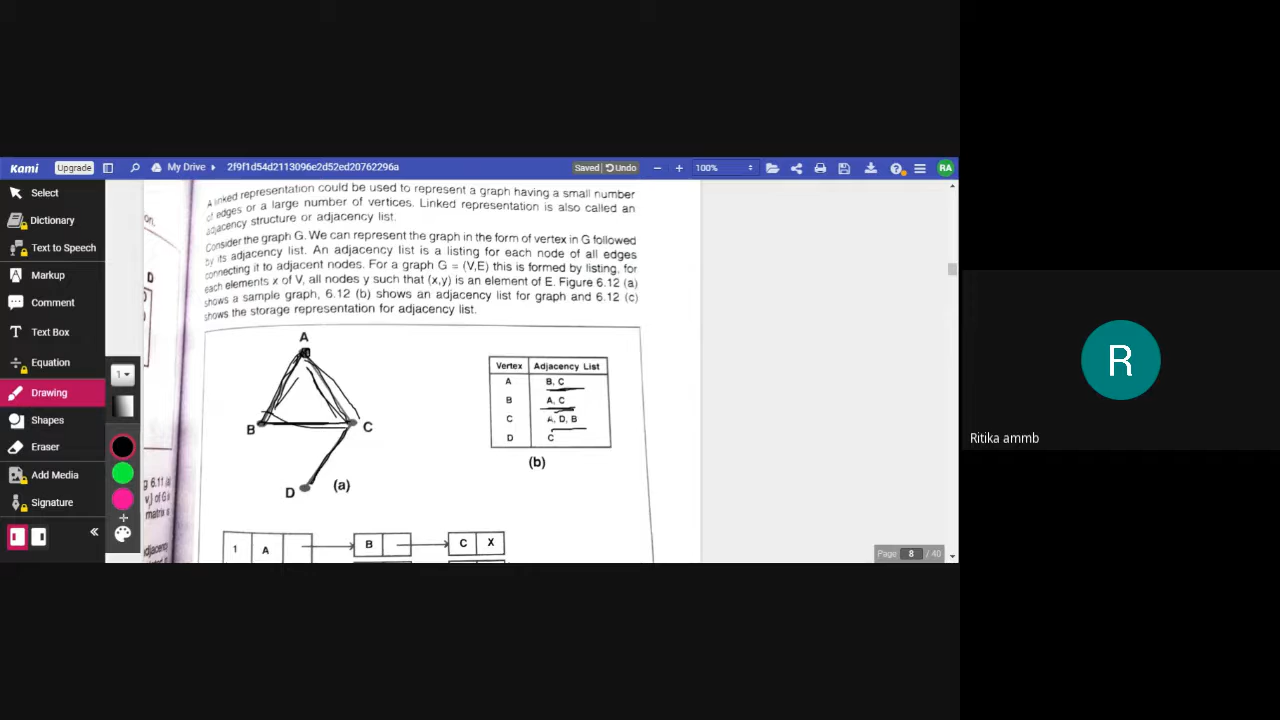 Kami
Upgrade
My Drive
2f9f1d54d2113096e2d52ed20762296a
Saved
Undo
100%
RA
Select
Dictionary
Text to Speech
Markup
Comment
Text Box
Equation
Drawing
Shapes
Eraser
Add Media
Signature
1
on.
D
A linked representation could be used to represent a graph having a small number
of edges or a large number of vertices. Linked representation is also called an
adjacency structure or adjacency list.
Consider the graph G. We can represent the graph in the form of vertex in G followed
by its adjacency list. An adjacency list is a listing for each node of all edges
connecting it to adjacent nodes. For a graph G = (V,E) this is formed by listing, for
each elements x of V, all nodes y such that (x,y) is an element of E. Figure 6.12 (a)
shows a sample graph, 6.12 (b) shows an adjacency list for graph and 6.12 (c)
shows the storage representation for adjacency list.
A
B
C
D
(a)
Vertex Adjacency List
A B, C
B A, C
C A, D, B
D C
(b)
1 A B C X
g 6.11
of G
matrix
Page 8 / 40
R
Ritika ammb